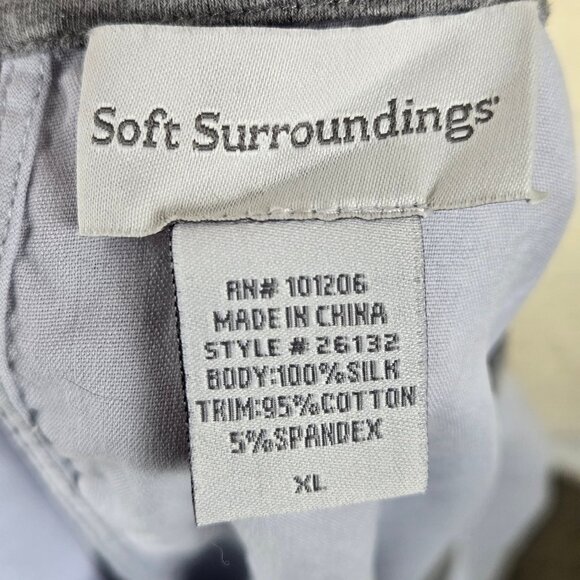 Soft Surroundings
RN# 101206
MADE IN CHINA
STYLE # 26132
BODY:100%SILK
TRIM:95%COTTON
5%SPANDEX
XL